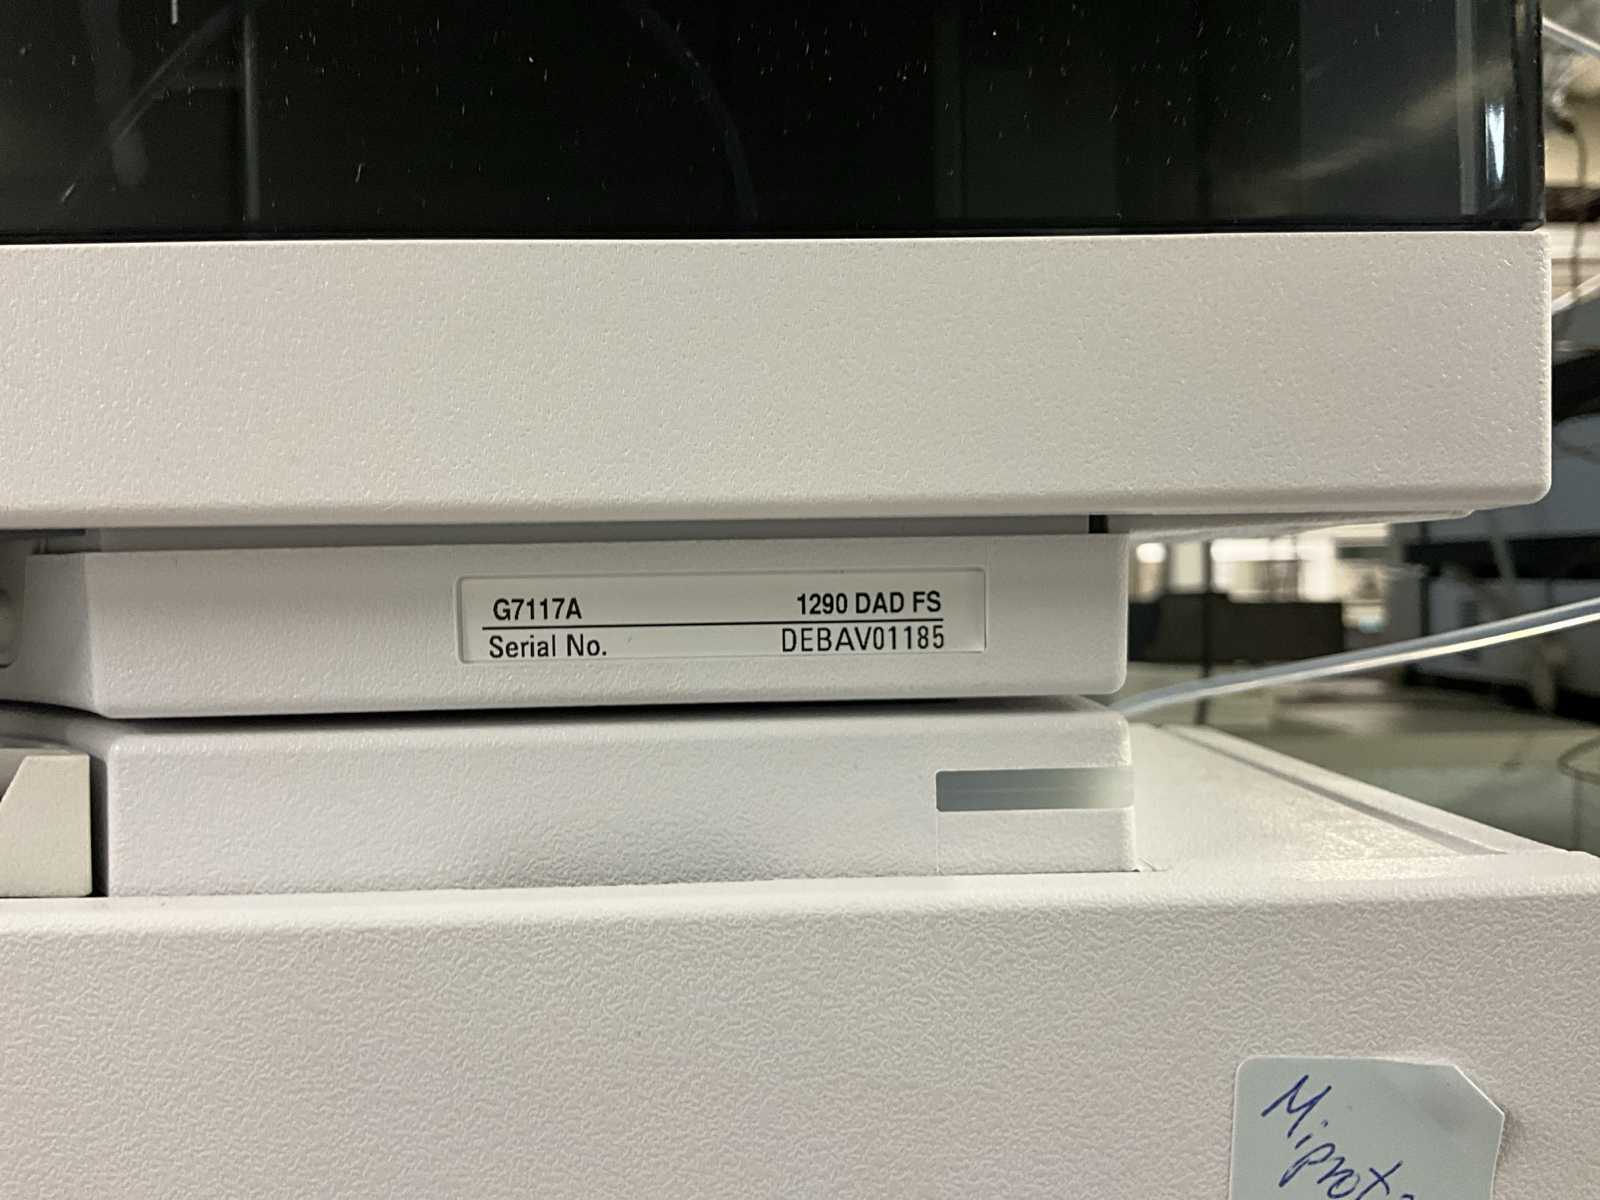 G7117A 1290 DAD FS
Serial No. DEBAV01185